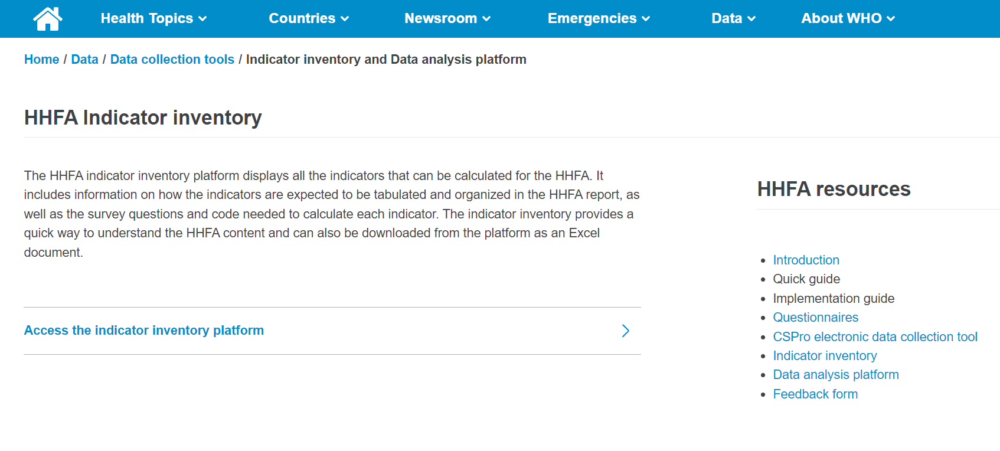 Health Topics Countries Newsroom Emergencies Data About WHO
Home / Data / Data collection tools / Indicator inventory and Data analysis platform
HHFA Indicator inventory
The HHFA indicator inventory platform displays all the indicators that can be calculated for the HHFA. It
includes information on how the indicators are expected to be tabulated and organized in the HHFA report, as
well as the survey questions and code needed to calculate each indicator. The indicator inventory provides a
quick way to understand the HHFA content and can also be downloaded from the platform as an Excel
document.
Access the indicator inventory platform
HHFA resources
Introduction
Quick guide
Implementation guide
Questionnaires
CSPro electronic data collection tool
Indicator inventory
Data analysis platform
Feedback form